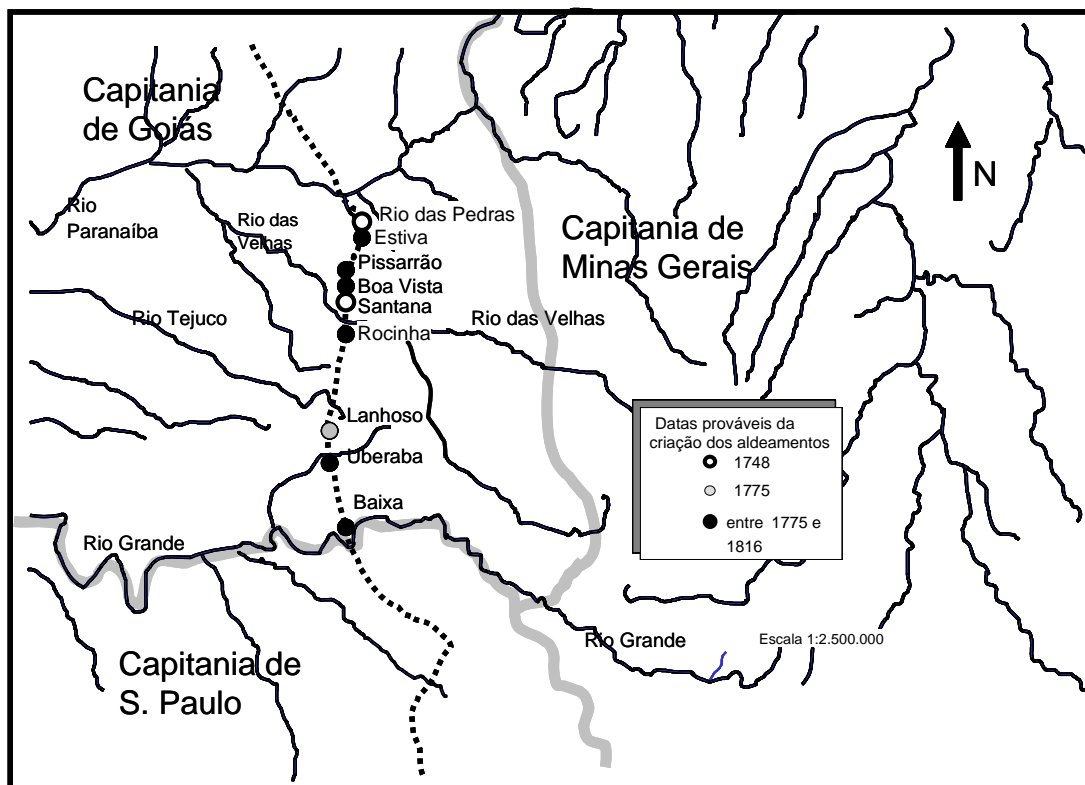 Capitania
de Goiás
N
Rio
Paranaíba
Rio das
Velhas
Rio das Pedras
Estiva
Capitania de
Minas Gerais
Pissarrão
Boa Vista
Santana
Rio Tejuco
Rocinha
Rio das Velhas
Lanhoso
Uberaba
Baixa
Datas prováveis da
criação dos aldeamentos
1748
1775
entre 1775 e
1816
Rio Grande
Rio Grande
Escala 1:2.500.000
Capitania de
S. Paulo